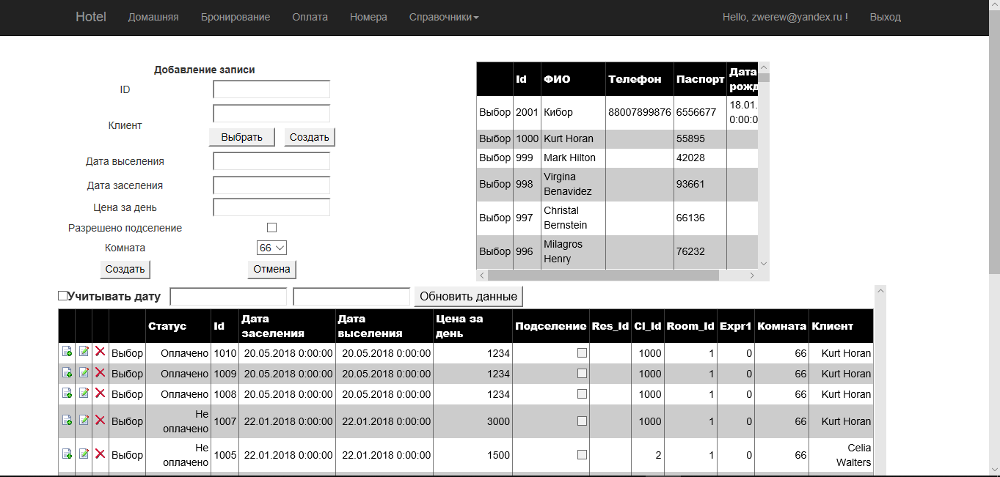 Hotel Домашняя Бронирование Оплата Номера Справочники Hello, zwerew@yandex.ru ! Выход
Добавление записи
ID
Клиент
Выбрать Создать
Дата выселения
Дата заселения
Цена за день
Разрешено подселение
Комната 66
Создать Отмена
Id ФИО Телефон Паспорт Дата
рожд
Выбор 2001 Кибор 88007899876 6556677 18.01.
0:00:0
Выбор 1000 Kurt Horan 55895
Выбор 999 Mark Hilton 42028
Выбор 998 Virgina
Benavidez 93661
Выбор 997 Christal
Bernstein 66136
Выбор 996 Milagros
Henry 76232
Учитывать дату Обновить данные
Статус Id Дата
заселения Дата
выселения Цена за
день Подселение Res_Id Cl_Id Room_Id Expr1 Комната Клиент
Выбор Оплачено 1010 20.05.2018 0:00:00 20.05.2018 0:00:00 1234 1000 1 0 66 Kurt Horan
Выбор Оплачено 1009 20.05.2018 0:00:00 20.05.2018 0:00:00 1234 1000 1 0 66 Kurt Horan
Выбор Оплачено 1008 20.05.2018 0:00:00 20.05.2018 0:00:00 1234 1000 1 0 66 Kurt Horan
Выбор Не
оплачено 1007 22.01.2018 0:00:00 22.01.2018 0:00:00 3000 1000 1 0 66 Kurt Horan
Выбор Не
оплачено 1005 22.01.2018 0:00:00 22.01.2018 0:00:00 1500 2 1 0 66 Celia
Walters